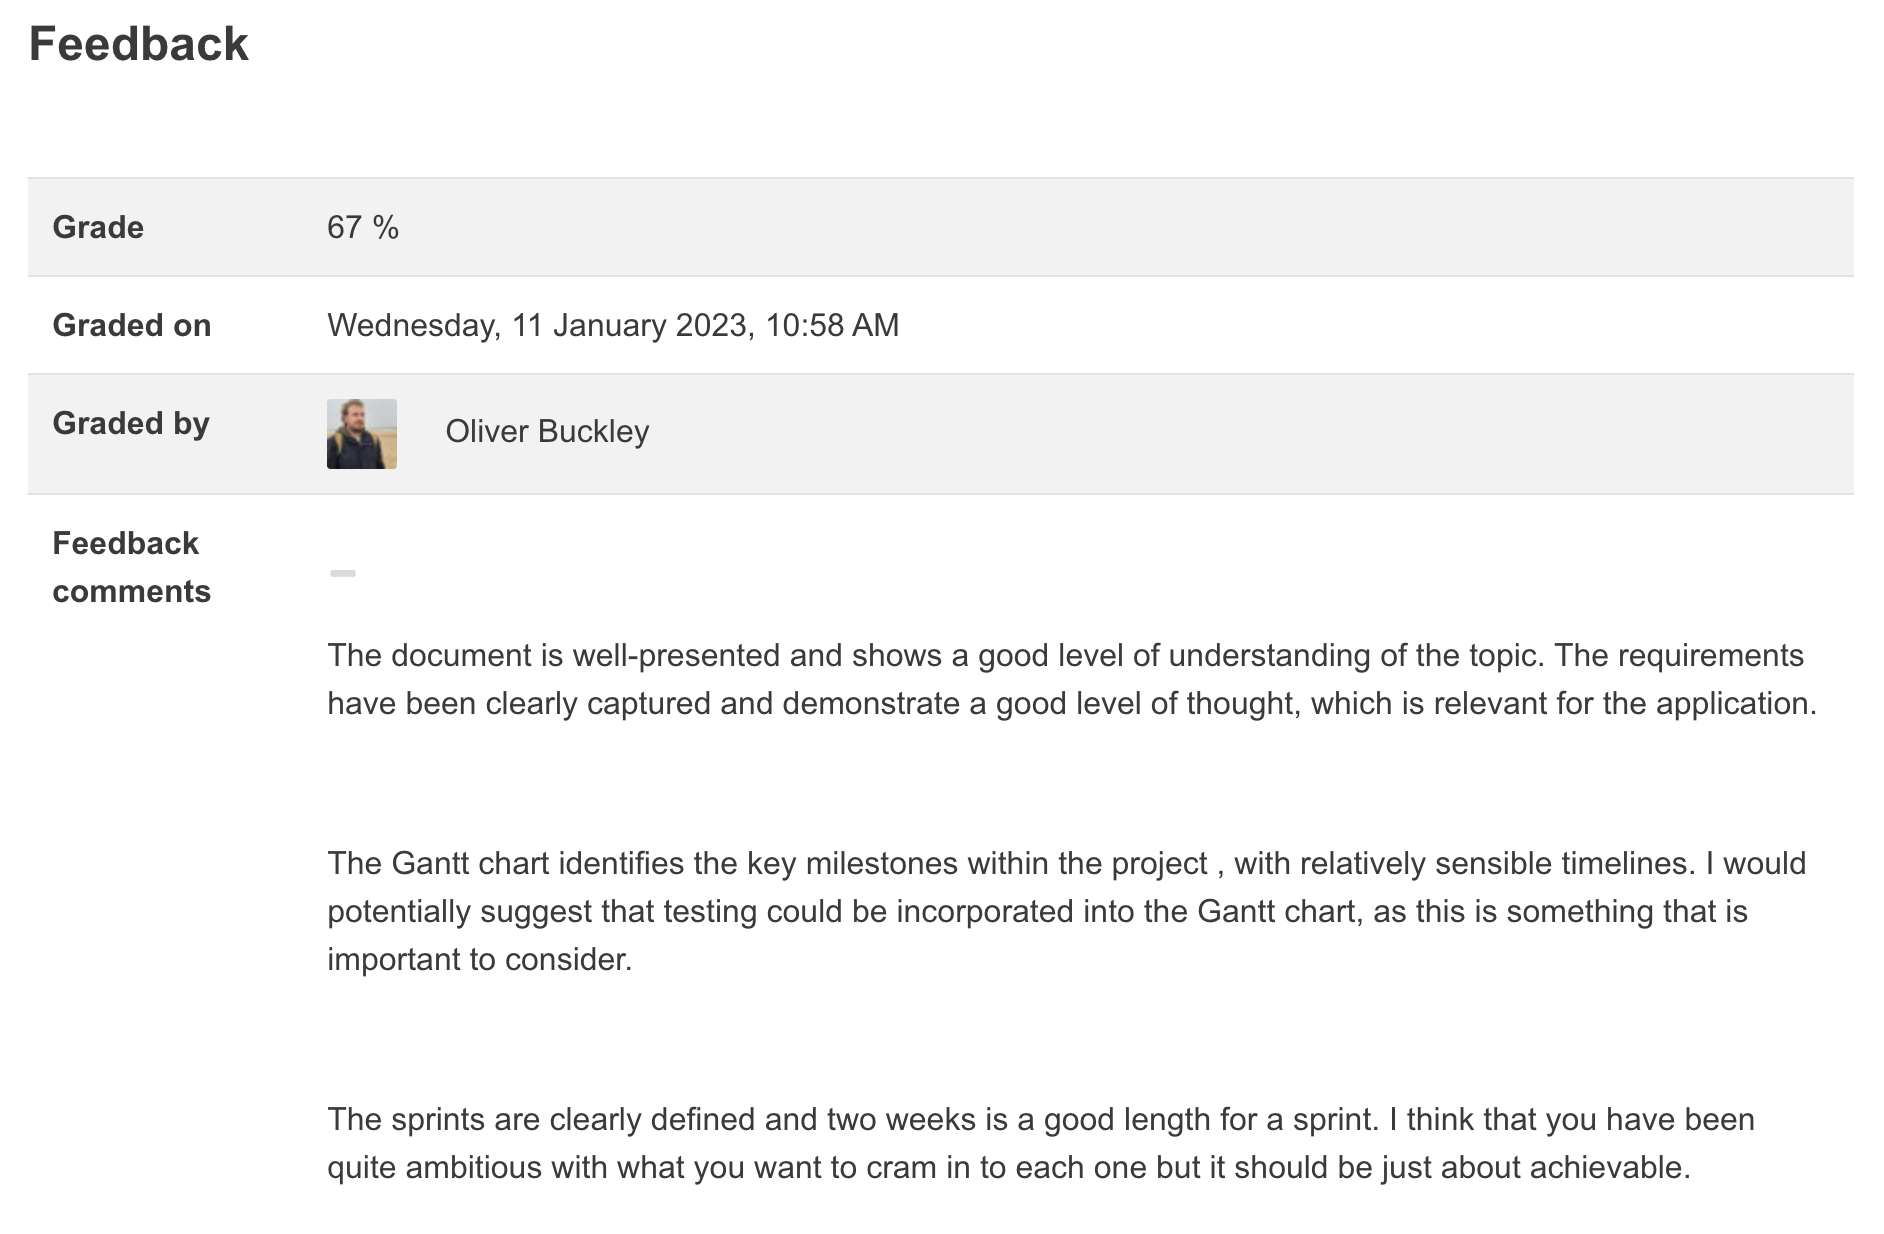 Feedback
Grade
67 %
Graded on
Wednesday, 11 January 2023, 10:58 AM
Graded by
Oliver Buckley
Feedback
comments
The document is well-presented and shows a good level of understanding of the topic. The requirements
have been clearly captured and demonstrate a good level of thought, which is relevant for the application.
The Gantt chart identifies the key milestones within the project , with relatively sensible timelines. I would
potentially suggest that testing could be incorporated into the Gantt chart, as this is something that is
important to consider.
The sprints are clearly defined and two weeks is a good length for a sprint. I think that you have been
quite ambitious with what you want to cram in to each one but it should be just about achievable.